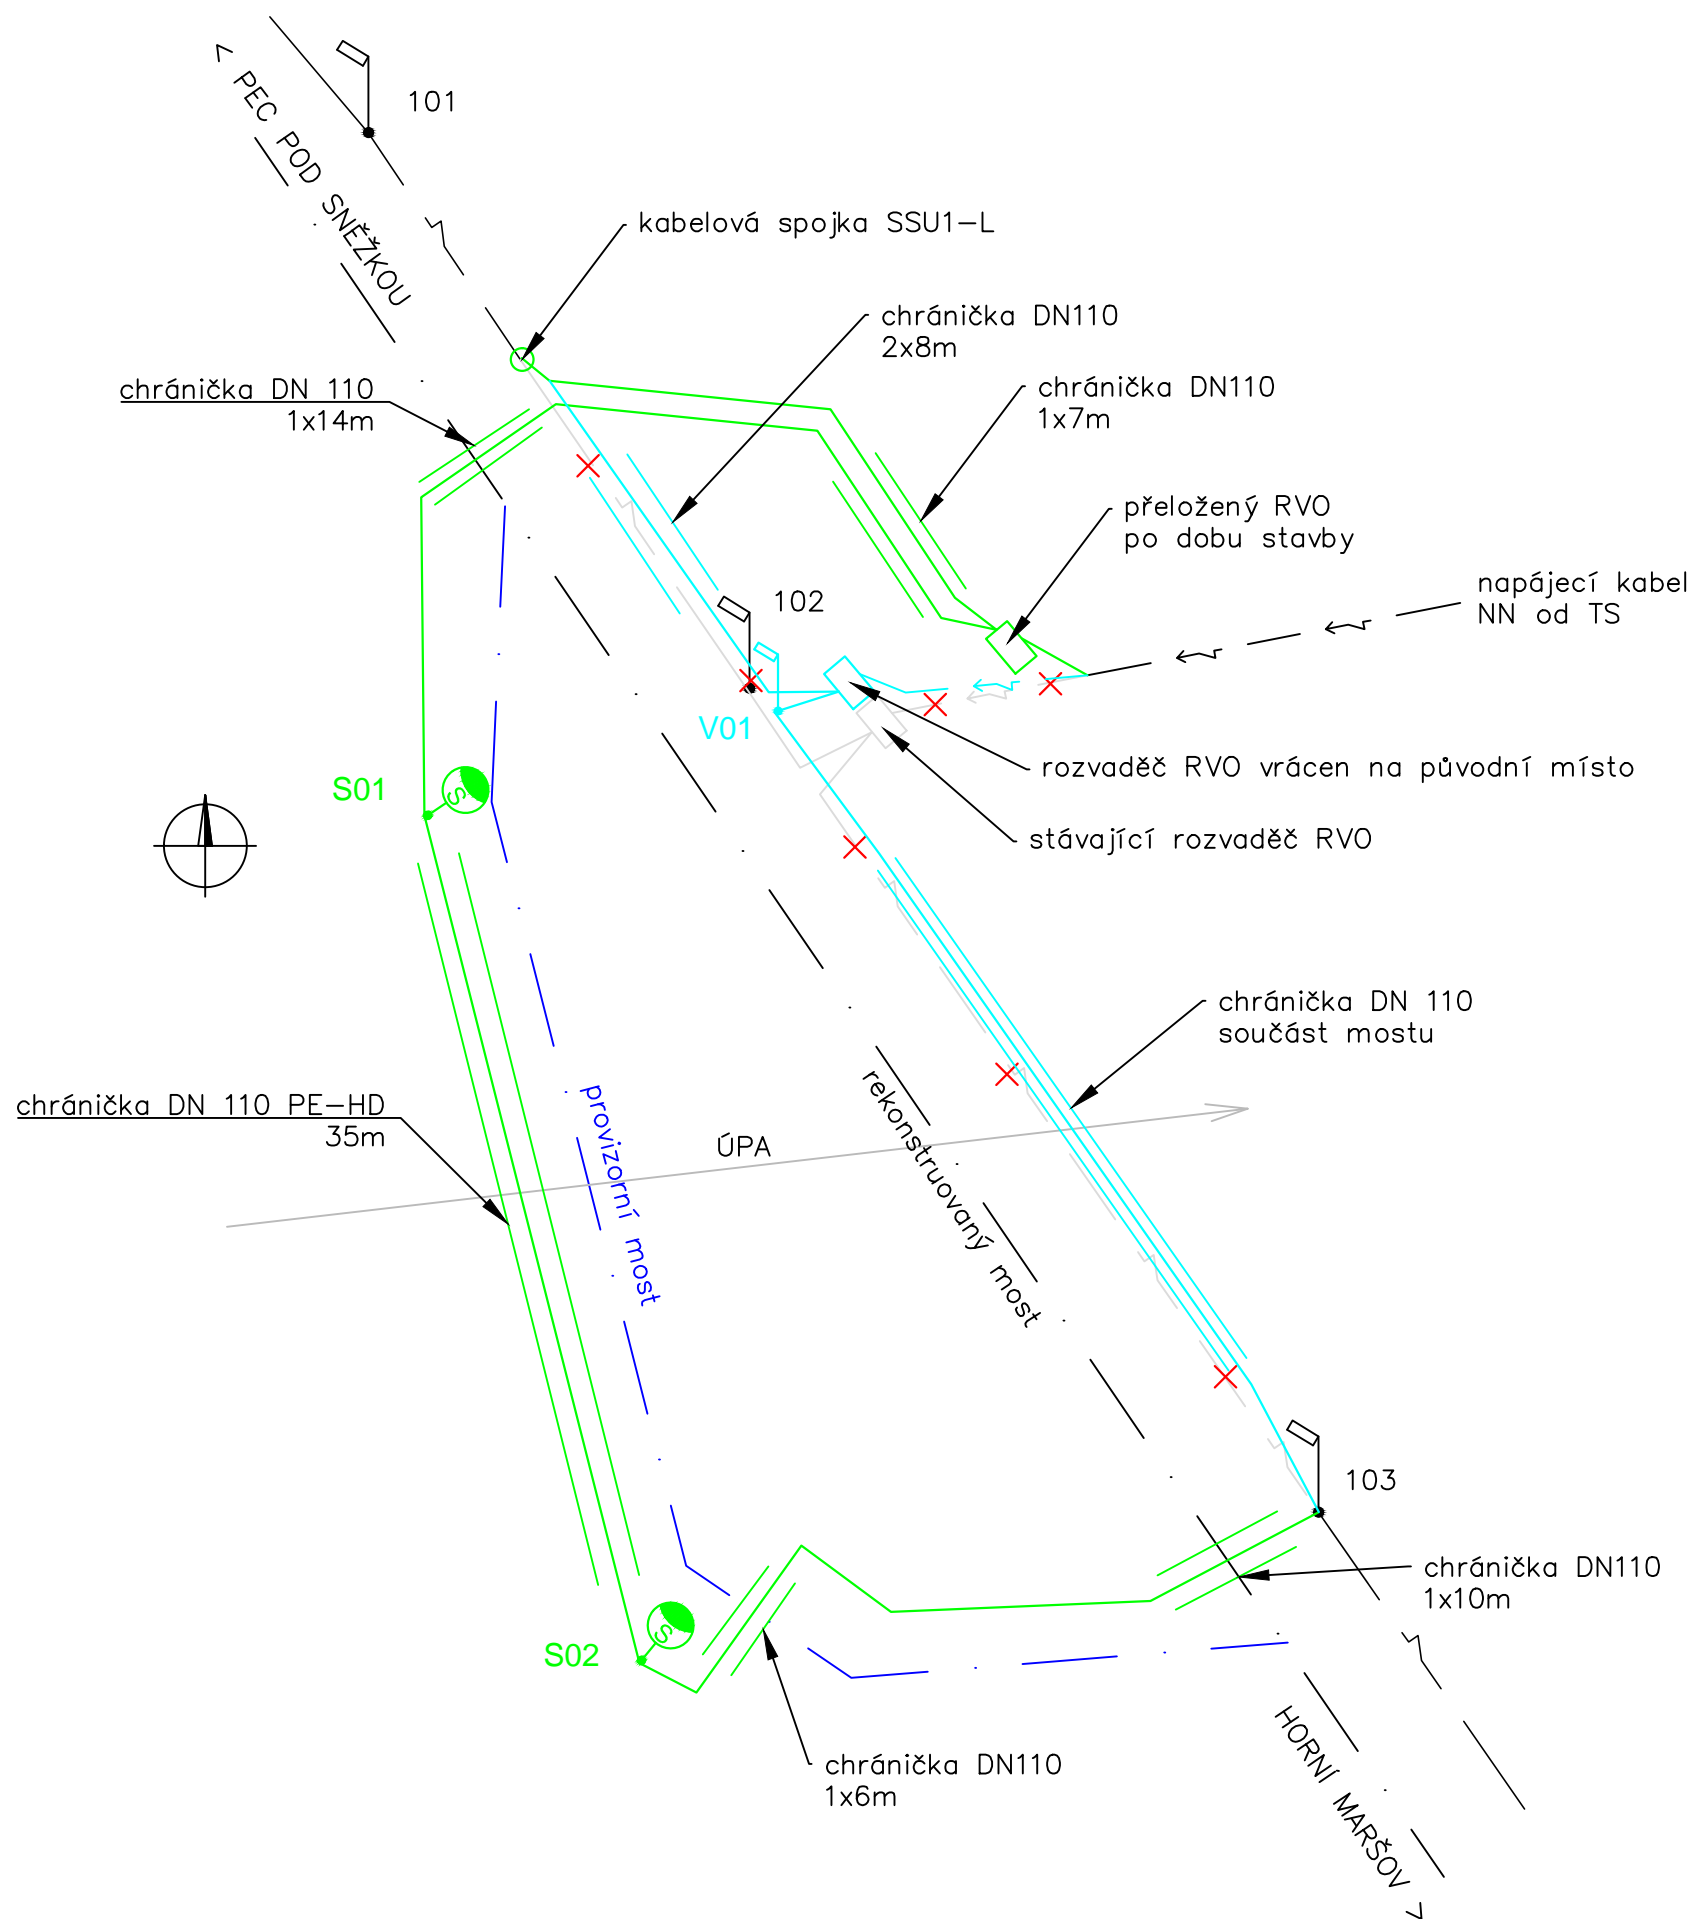 101
< PEC POD SNĚŽKOU
kabelová spojka SSU1-L
chránička DN110
2x8m
chránička DN 110
1x14m
chránička DN110
1x7m
přeložený RVO
po dobu stavby
napájecí kabel
NN od TS
102
V01
S01
S
rozvaděč RVO vrácen na původní místo
stávající rozvaděč RVO
chránička DN 110
součást mostu
chránička DN 110 PE-HD
35m
provizorní most
ÚPA
rekonstruovaný most
103
chránička DN110
1x10m
S02
S
chránička DN110
1x6m
HORNÍ MARŠOV >